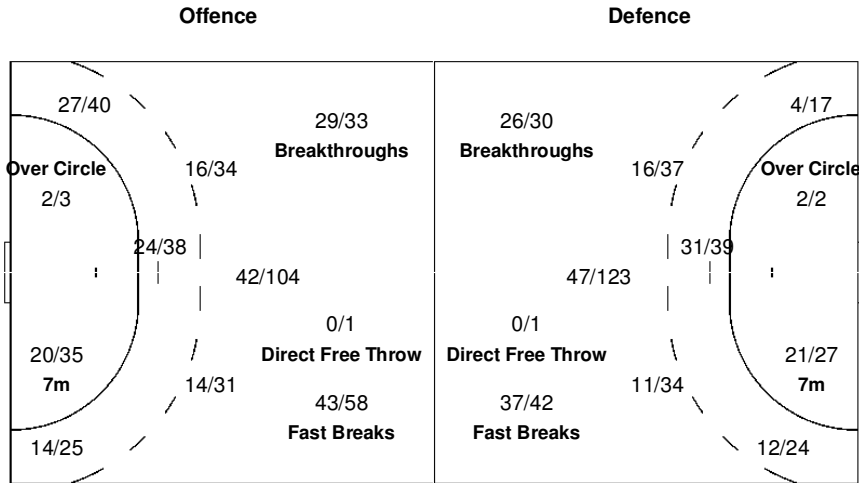 Offence
Defence
27/40
29/33
26/30
4/17
Breakthroughs
Breakthroughs
Over Circle
16/34
16/37
Over Circle
2/3
2/2
24/38
31/39
42/104
47/123
0/1
0/1
20/35
Direct Free Throw
Direct Free Throw
21/27
7m
14/31
11/34
7m
43/58
37/42
Fast Breaks
Fast Breaks
14/25
12/24